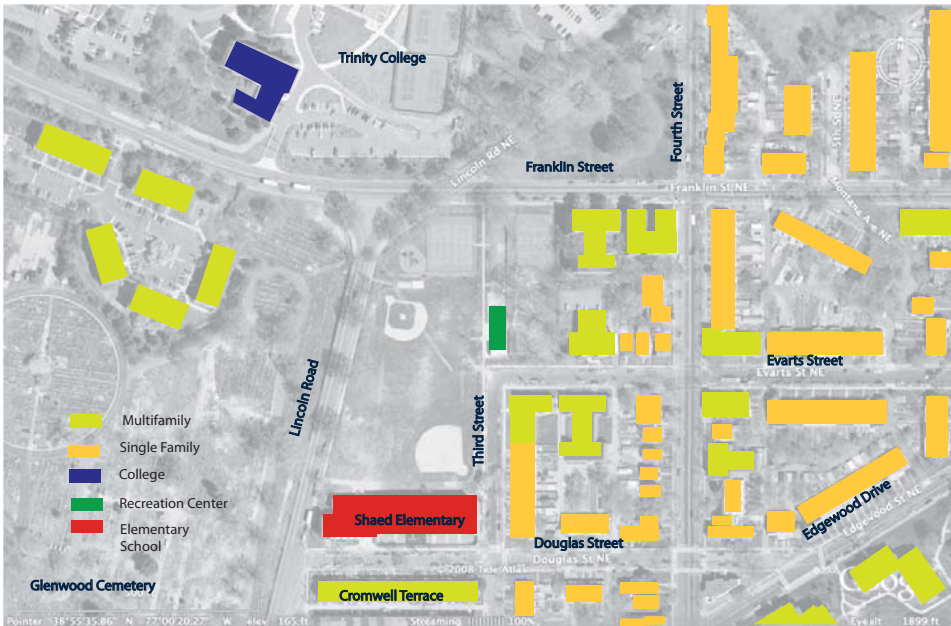 Trinity College
Fourth Street
5th St NE
Lincoln Rd NE
Franklin Street
Franklin St NE
Montana Ave NE
Lincoln Road
Third Street
Evarts Street
Evarts St NE
Multifamily
Single Family
College
Recreation Center
Elementary
School
Shaed Elementary
Edgewood Drive
Edgewood St NE
Douglas Street
Douglas St NE
© 2008 Tele Atlas
Glenwood Cemetery
Cromwell Terrace
Pointer 38°55'35.86" N 77°00'20.27" W elev 165 ft
Streaming |||||||||| 100%
Eye alt 1899 ft